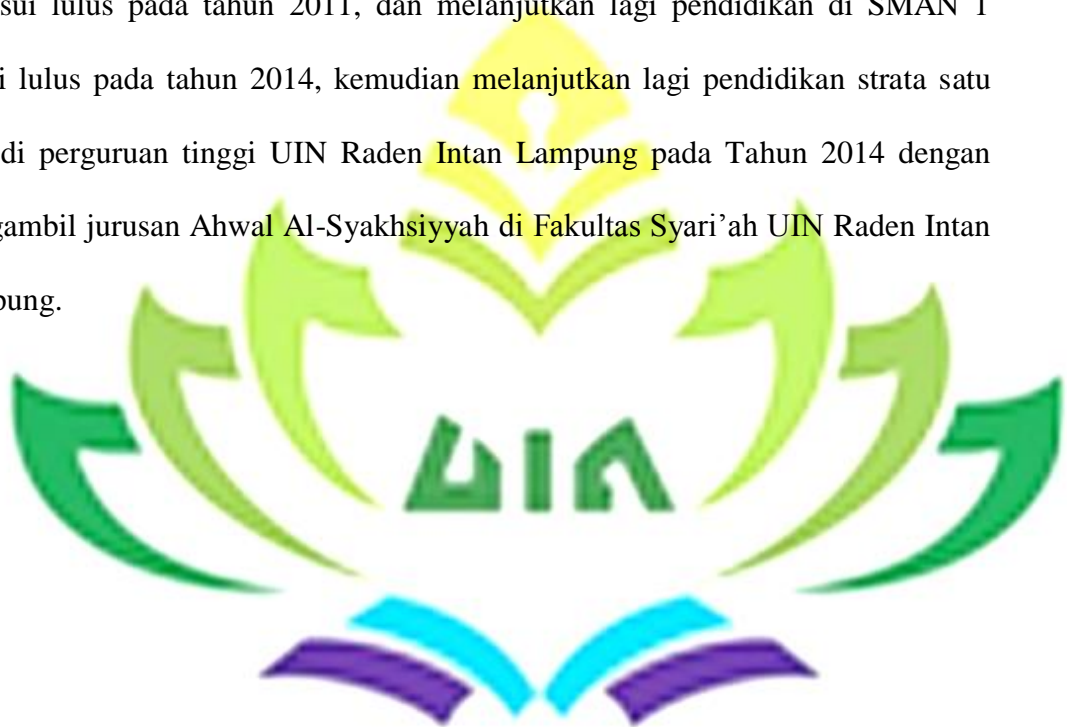 sui lulus pada tahun 2011, dan melanjutkan lagi pendidikan di SMAN 1
i lulus pada tahun 2014, kemudian melanjutkan lagi pendidikan strata satu
di perguruan tinggi UIN Raden Intan Lampung pada Tahun 2014 dengan
gambil jurusan Ahwal Al-Syakhsiyyah di Fakultas Syari’ah UIN Raden Intan
pung.
UIN